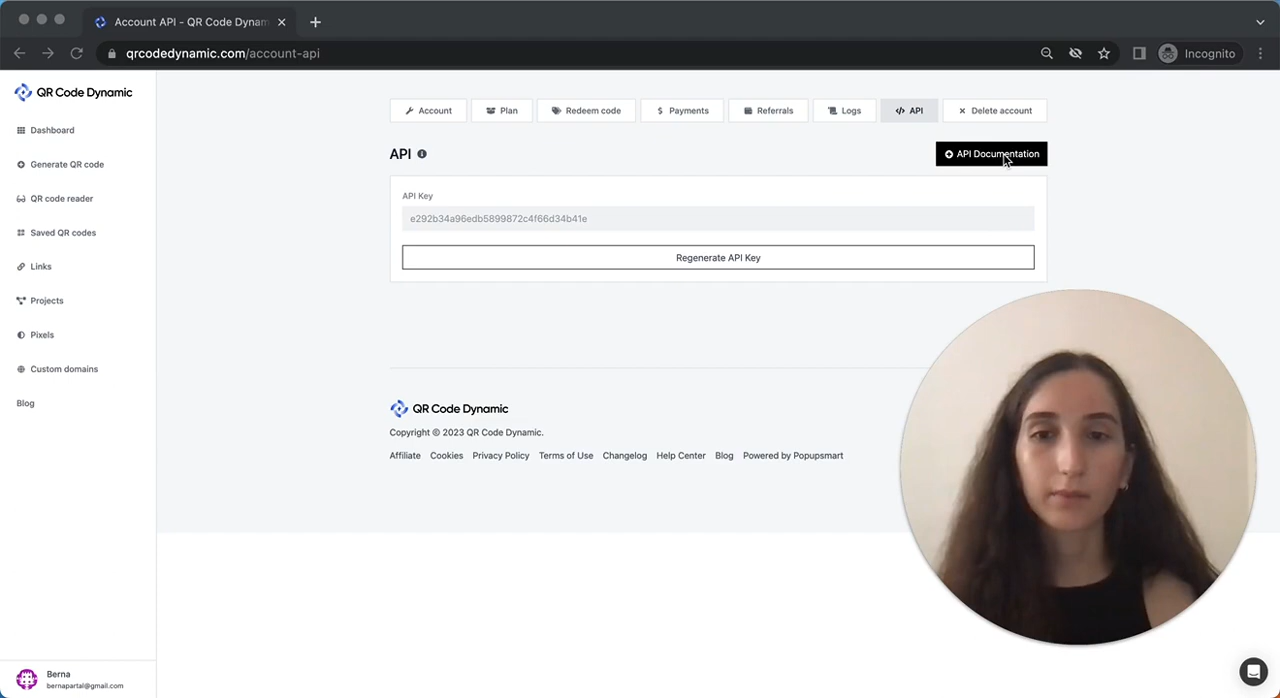 Account API - QR Code Dynam
qrcodedynamic.com/account-api
Incognito
QR Code Dynamic
Dashboard
Generate QR code
QR code reader
Saved QR codes
Links
Projects
Pixels
Custom domains
Blog
Berna
bernapartal@gmail.com
Account
Plan
Redeem code
$ Payments
Referrals
Logs
</> API
Delete account
API
API Documentation
API Key
e292b34a96edb5899872c4f66d34b41e
Regenerate API Key
QR Code Dynamic
Copyright © 2023 QR Code Dynamic.
Affiliate Cookies Privacy Policy Terms of Use Changelog Help Center Blog Powered by Popupsmart